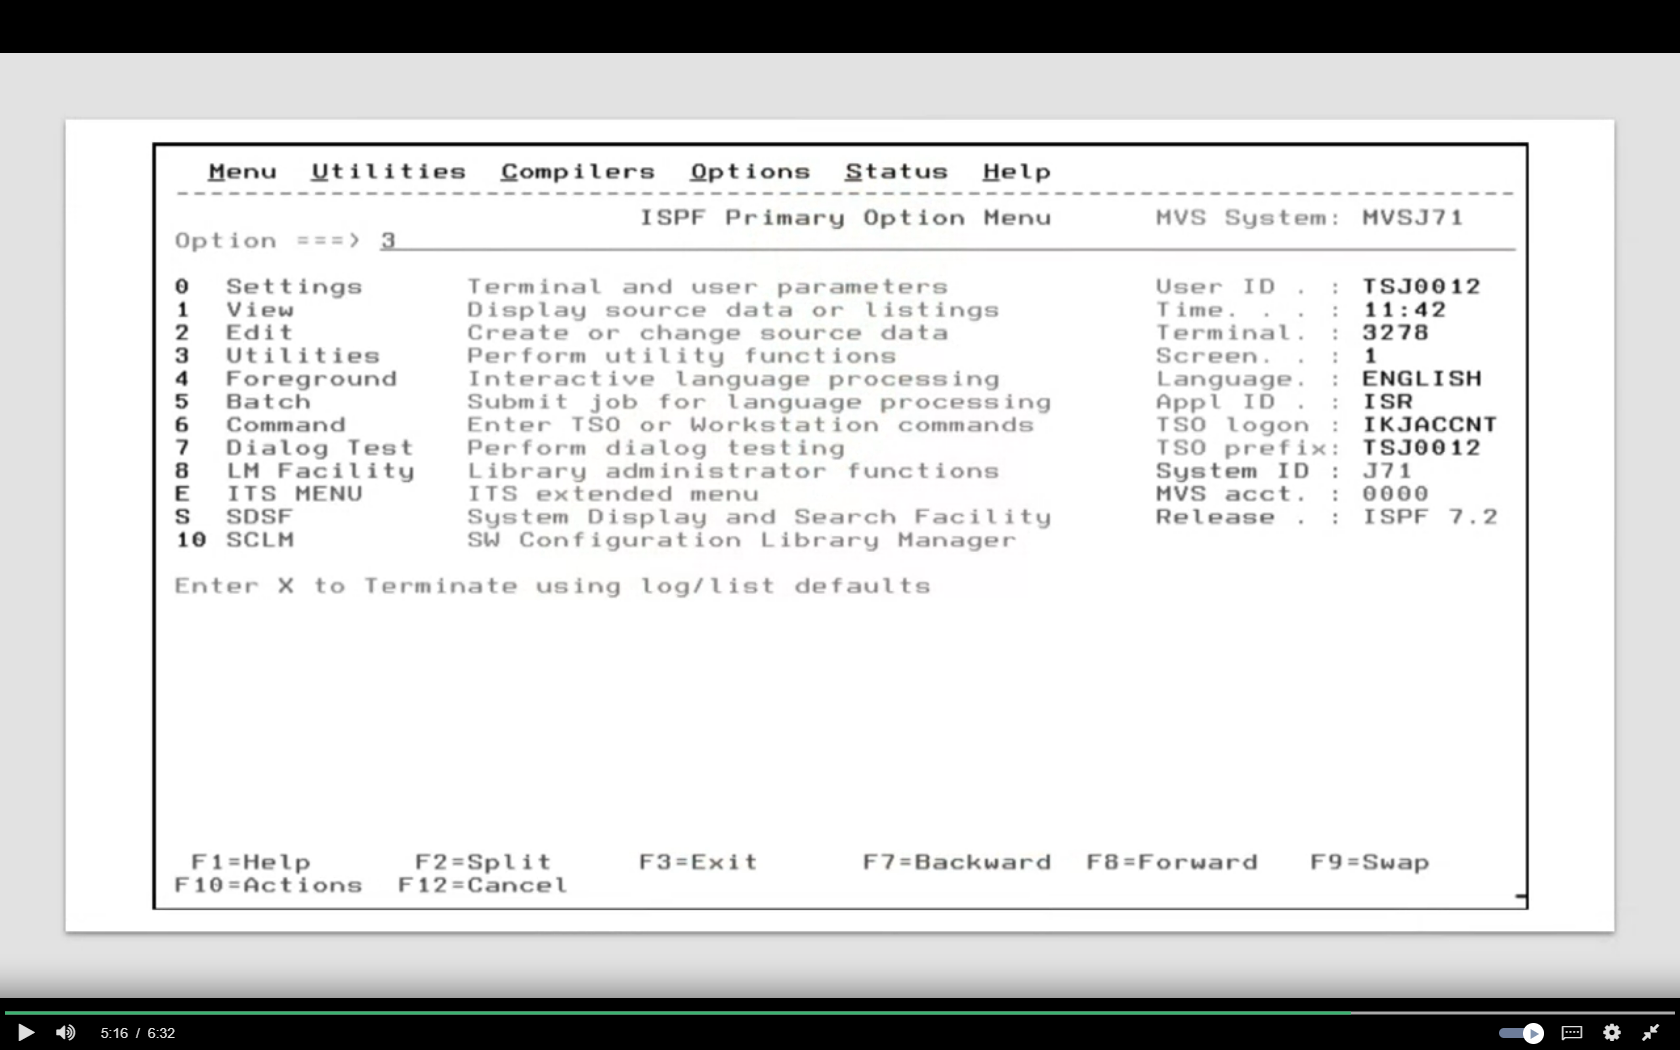 Menu Utilities Compilers Options Status Help
ISPF Primary Option Menu MVS System: MVSJ71
Option ===> 3
0 Settings Terminal and user parameters User ID . : TSJ0012
1 View Display source data or listings Time. . . : 11:42
2 Edit Create or change source data Terminal. : 3278
3 Utilities Perform utility functions Screen. . : 1
4 Foreground Interactive language processing Language. : ENGLISH
5 Batch Submit job for language processing Appl ID . : ISR
6 Command Enter TSO or Workstation commands TSO logon : IKJACCNT
7 Dialog Test Perform dialog testing TSO prefix: TSJ0012
8 LM Facility Library administrator functions System ID : J71
E ITS MENU ITS extended menu MVS acct. : 0000
S SDSF System Display and Search Facility Release . : ISPF 7.2
10 SCLM SW Configuration Library Manager
Enter X to Terminate using log/list defaults
F1=Help F2=Split F3=Exit F7=Backward F8=Forward F9=Swap
F10=Actions F12=Cancel
5:16 / 6:32